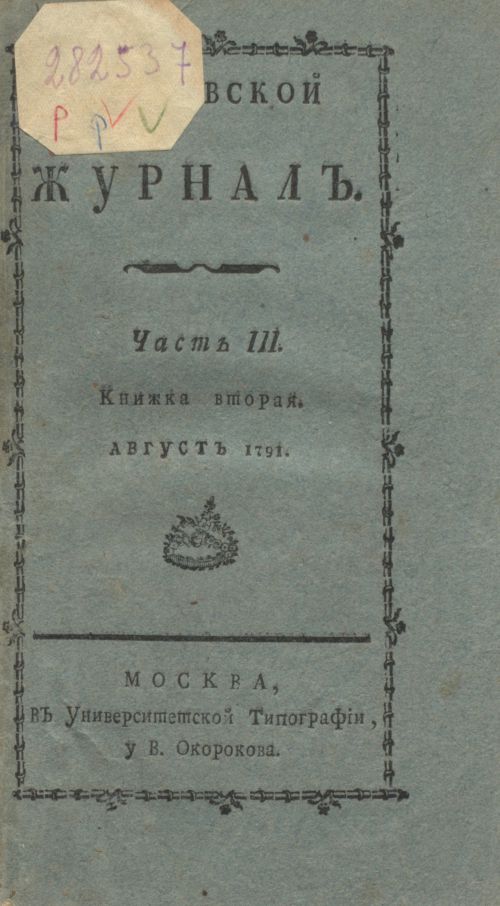 282537
р р V V
вской
ЖУРНАЛЪ.
Часть III.
Книжка вторая.
АВГУСТЪ 1791.
МОСКВА,
въ Университетской Типографіи,
у В. Окорокова.